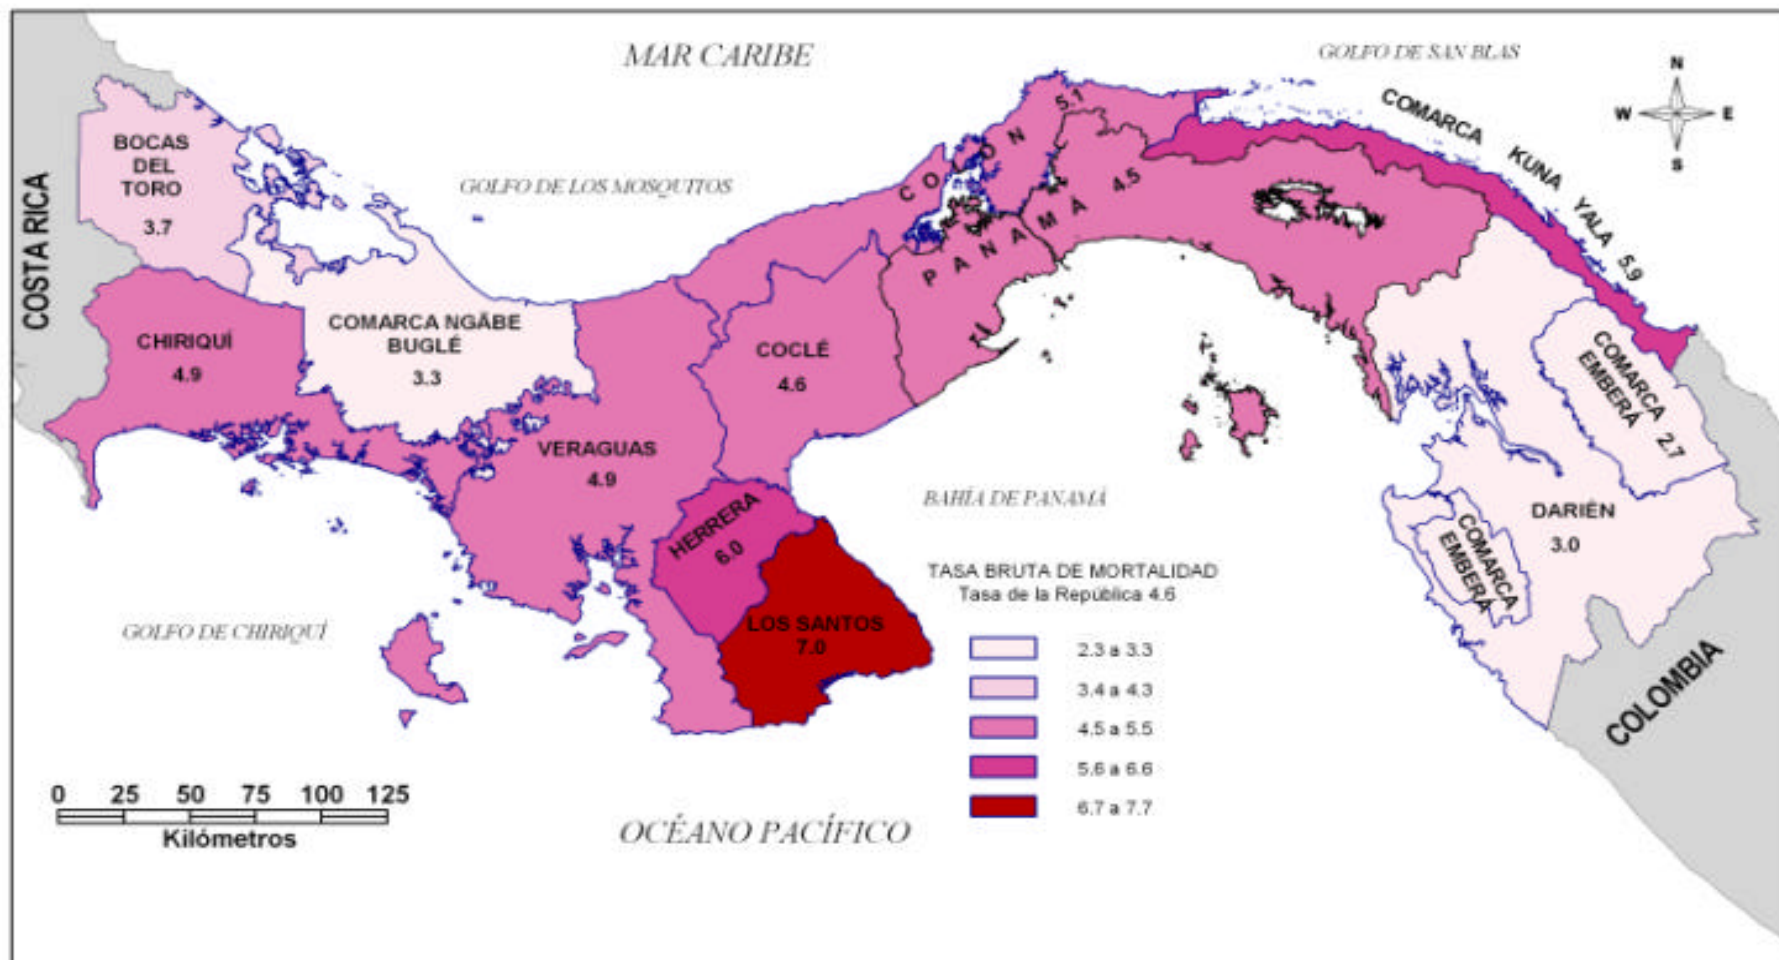 MAR CARIBE
GOLFO DE SAN BLAS
N
W E
S
COMARCA KUNA YALA 5.9
COLÓN 5.1
BOCAS
DEL
TORO
3.7
GOLFO DE LOS MOSQUITOS
PANAMÁ 4.5
PANAMÁ
COSTA RICA
CHIRIQUÍ
4.9
COMARCA NGÄBE
BUGLÉ
3.3
COCLÉ
4.6
COMARCA
EMBERÁ 2.7
VERAGUAS
4.9
HERRERA
6.0
BAHÍA DE PANAMÁ
DARIÉN
3.0
COMARCA
EMBERÁ
LOS SANTOS
7.0
GOLFO DE CHIRIQUÍ
TASA BRUTA DE MORTALIDAD
Tasa de la República 4.6
2.3 a 3.3
3.4 a 4.3
4.5 a 5.5
5.6 a 6.6
6.7 a 7.7
COLOMBIA
0 25 50 75 100 125
Kilómetros
OCÉANO PACÍFICO